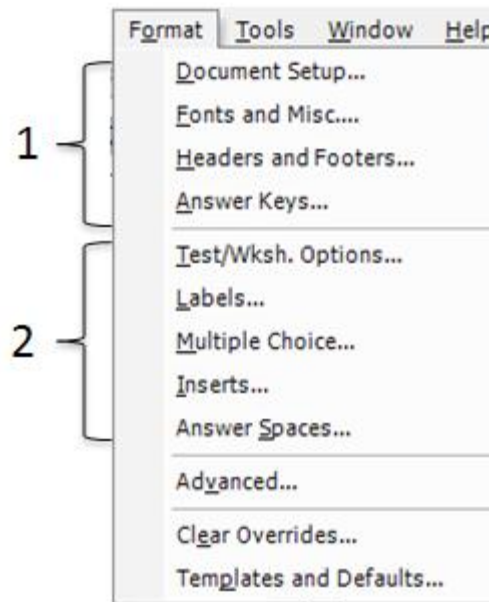 Format Tools Window Help
1
Document Setup...
Fonts and Misc....
Headers and Footers...
Answer Keys...
2
Test/Wksh. Options...
Labels...
Multiple Choice...
Inserts...
Answer Spaces...
Advanced...
Clear Overrides...
Templates and Defaults...